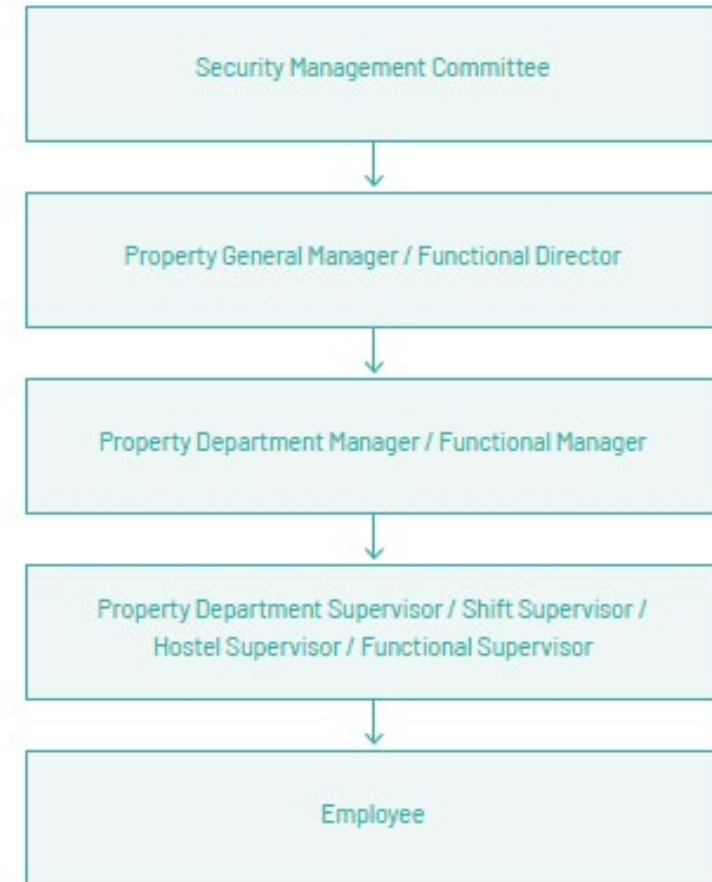 Security Management Committee
Property General Manager / Functional Director
Property Department Manager / Functional Manager
Property Department Supervisor / Shift Supervisor /
Hostel Supervisor / Functional Supervisor
Employee